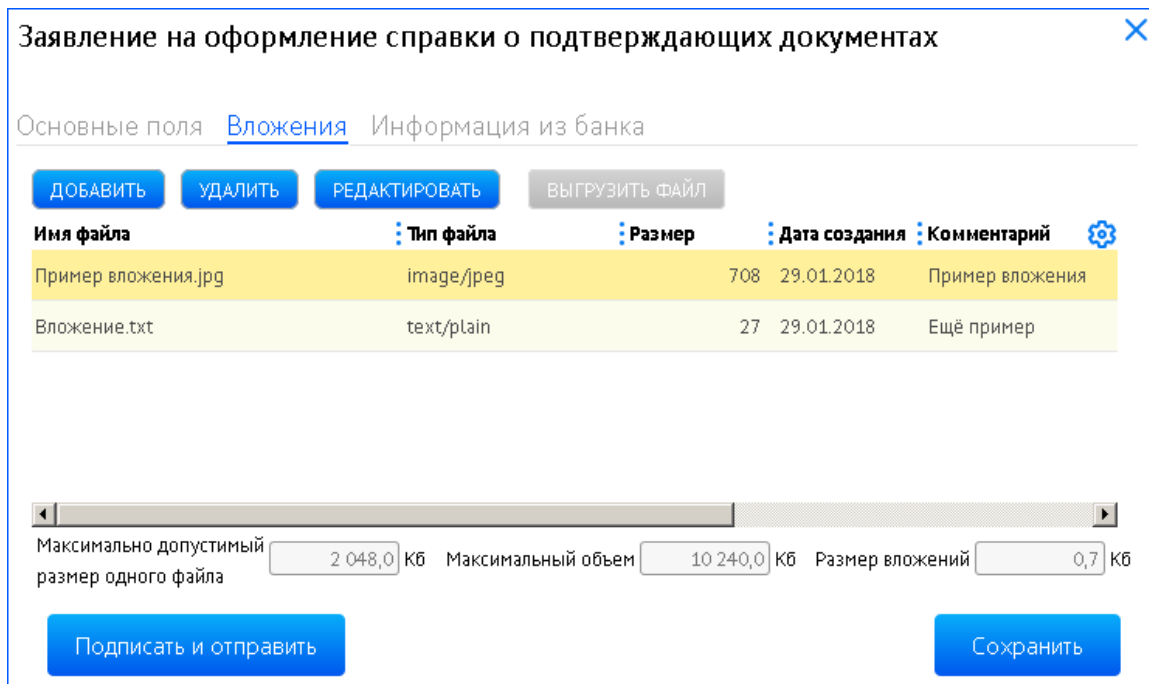 Заявление на оформление справки о подтверждающих документах
Основные поля Вложения Информация из банка
ДОБАВИТЬ УДАЛИТЬ РЕДАКТИРОВАТЬ ВЫГРУЗИТЬ ФАЙЛ
Имя файла Тип файла Размер Дата создания Комментарий
Пример вложения.jpg image/jpeg 708 29.01.2018 Пример вложения
Вложение.txt text/plain 27 29.01.2018 Ещё пример
Максимально допустимый
размер одного файла 2 048,0 Кб Максимальный объем 10 240,0 Кб Размер вложений 0,7 Кб
Подписать и отправить Сохранить